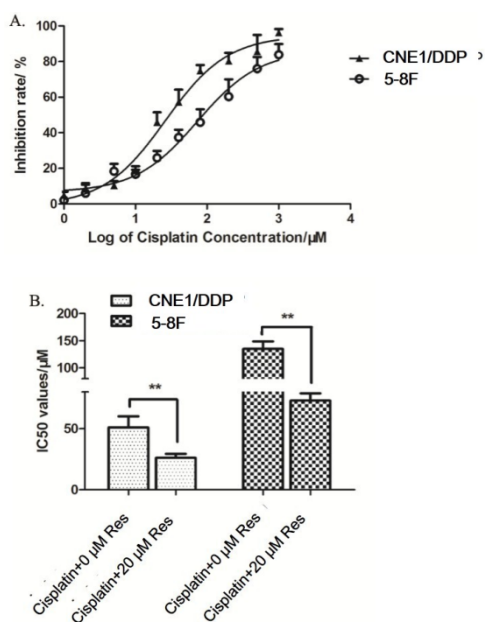 A.
100
80
60
40
20
0
Inhibition rate/ %
0 1 2 3 4
Log of Cisplatin Concentration/µM
CNE1/DDP
5-8F
B.
CNE1/DDP
5-8F
150
100
50
0
IC50 values/µM
**
**
Cisplatin+0 µM Res
Cisplatin+20 µM Res
Cisplatin+0 µM Res
Cisplatin+20 µM Res